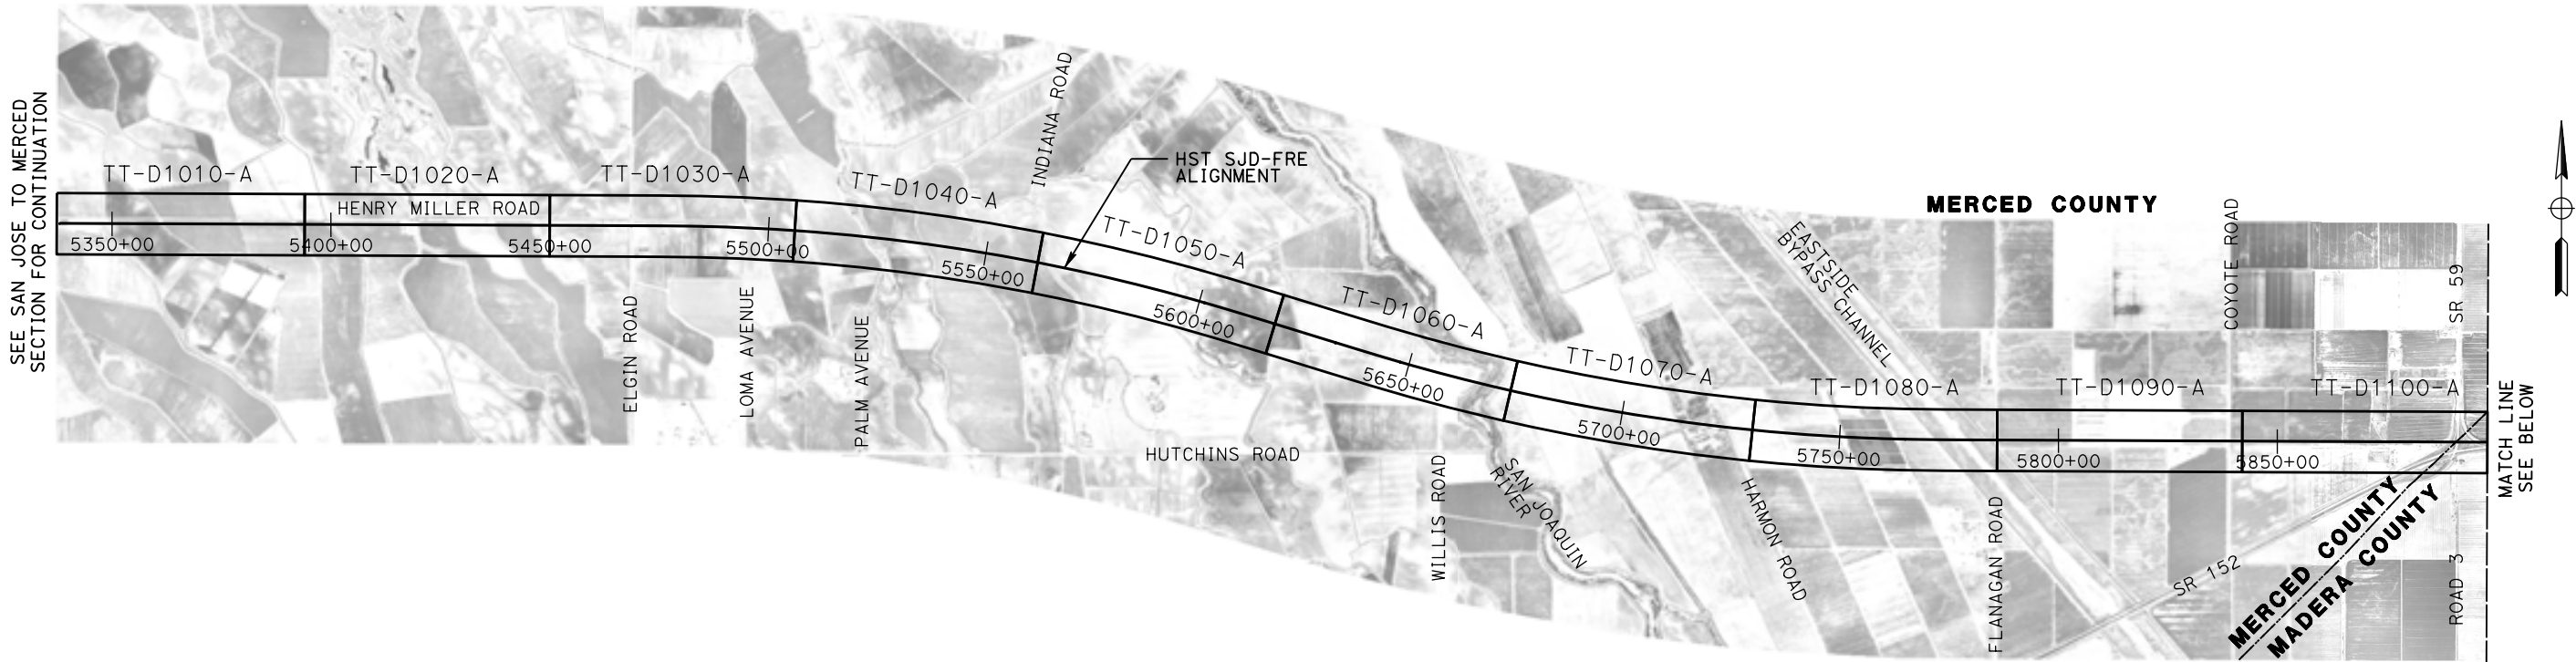 SEE SAN JOSE TO MERCED
SECTION FOR CONTINUATION
TT-D1010-A
TT-D1020-A
TT-D1030-A
TT-D1040-A
TT-D1050-A
TT-D1060-A
TT-D1070-A
TT-D1080-A
TT-D1090-A
TT-D1100-A
HENRY MILLER ROAD
5350+00
5400+00
5450+00
5500+00
5550+00
5600+00
5650+00
5700+00
5750+00
5800+00
5850+00
INDIANA ROAD
HST SJD-FRE
ALIGNMENT
MERCED COUNTY
EASTSIDE
BYPASS CHANNEL
COYOTE ROAD
SR 59
ELGIN ROAD
LOMA AVENUE
PALM AVENUE
HUTCHINS ROAD
WILLIS ROAD
SAN JOAQUIN
RIVER
HARMON ROAD
FLANAGAN ROAD
SR 152
MERCED COUNTY
MADERA COUNTY
ROAD 3
MATCH LINE
SEE BELOW